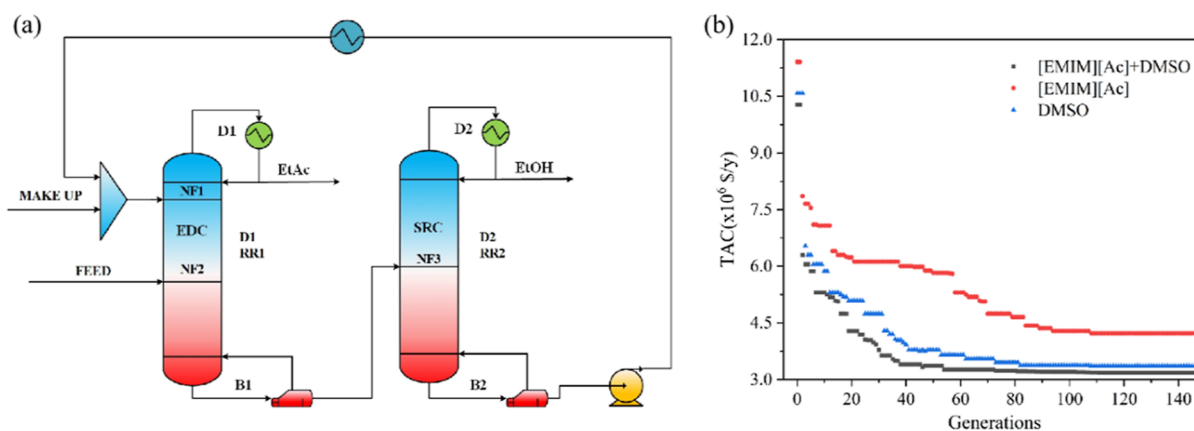 (a)
D1
D2
EtAc
EtOH
MAKE UP
NF1
EDC
SRC
D1
RR1
D2
RR2
NF2
NF3
FEED
B1
B2
(b)
12.0
10.5
9.0
7.5
6.0
4.5
3.0
TAC(x10⁶ $/y)
[EMIM][Ac]+DMSO
[EMIM][Ac]
DMSO
0 20 40 60 80 100 120 140
Generations